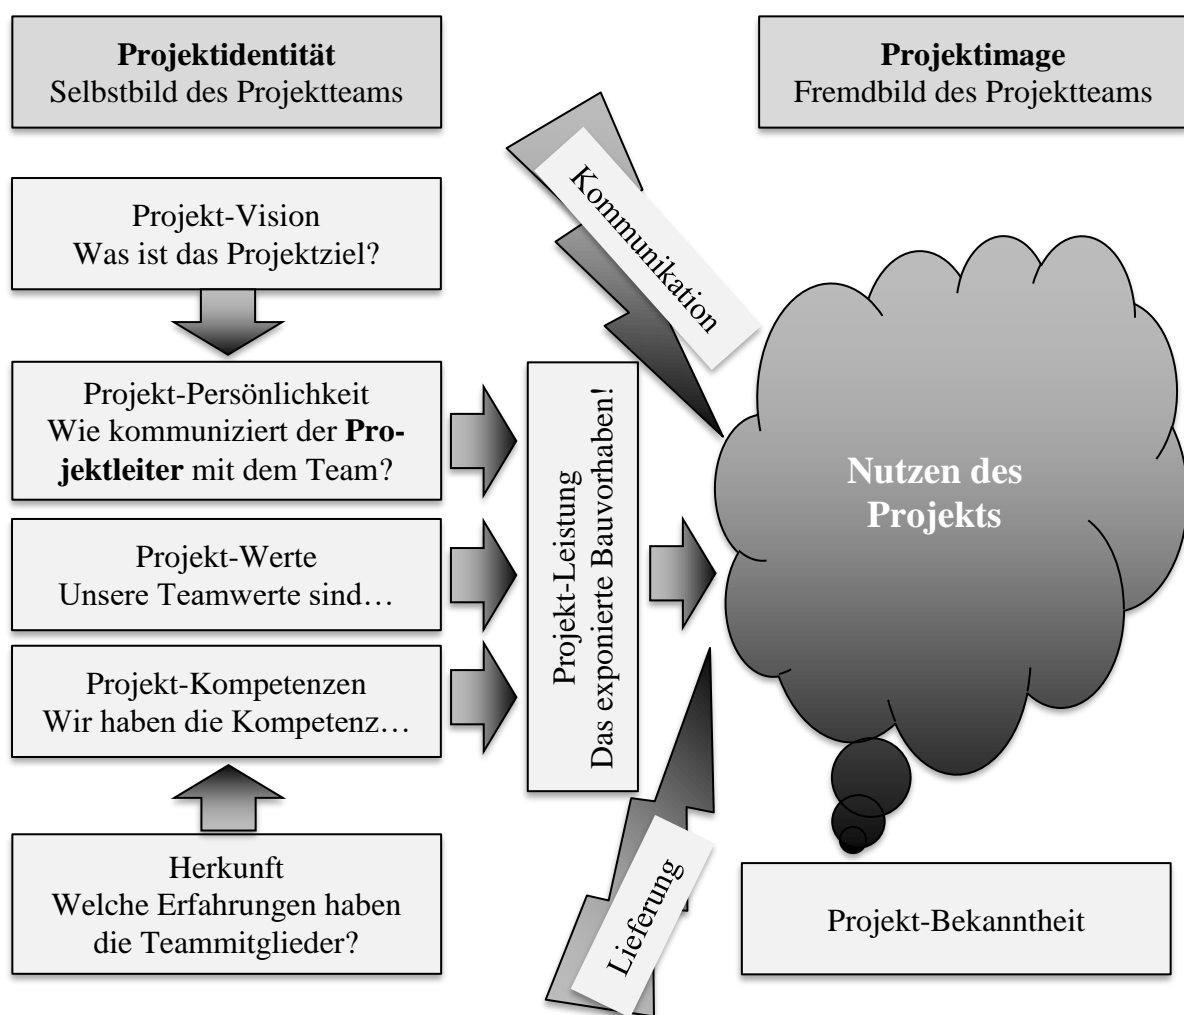 Projektidentität
Selbstbild des Projektteams
Projektimage
Fremdbild des Projektteams
Projekt-Vision
Was ist das Projektziel?
Projekt-Persönlichkeit
Wie kommuniziert der Pro-
jektleiter mit dem Team?
Projekt-Werte
Unsere Teamwerte sind…
Projekt-Kompetenzen
Wir haben die Kompetenz…
Herkunft
Welche Erfahrungen haben
die Teammitglieder?
Projekt-Leistung
Das exponierte Bauvorhaben!
Kommunikation
Lieferung
Nutzen des
Projekts
Projekt-Bekanntheit